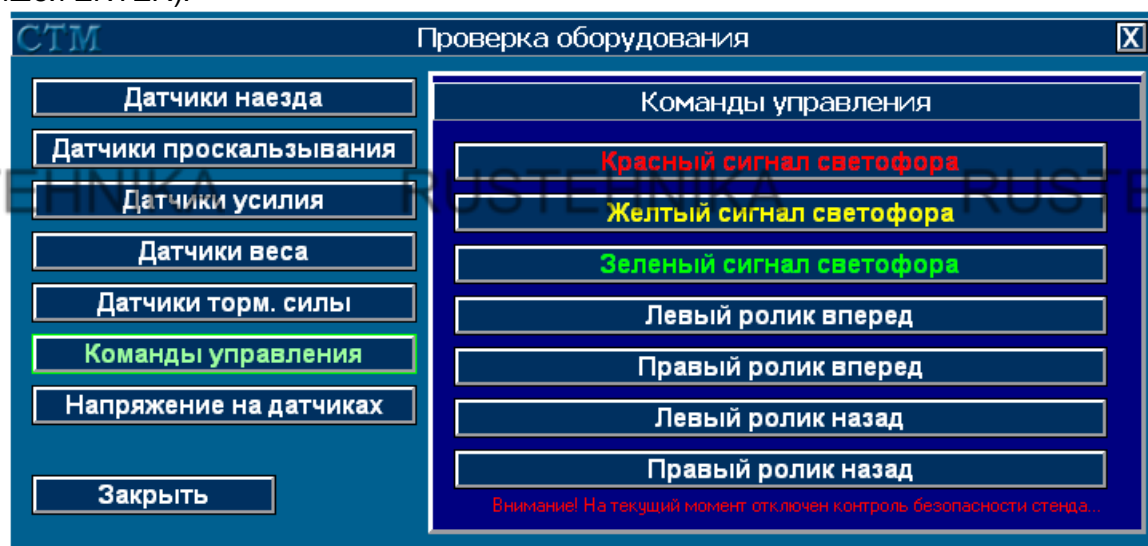 СТМ Проверка оборудования X
Датчики наезда
Датчики проскальзывания
Датчики усилия
Датчики веса
Датчики торм. силы
Команды управления
Напряжение на датчиках
Закрыть
Команды управления
Красный сигнал светофора
Желтый сигнал светофора
Зеленый сигнал светофора
Левый ролик вперед
Правый ролик вперед
Левый ролик назад
Правый ролик назад
Внимание! На текущий момент отключен контроль безопасности стенда...
RUSTEHNIKA